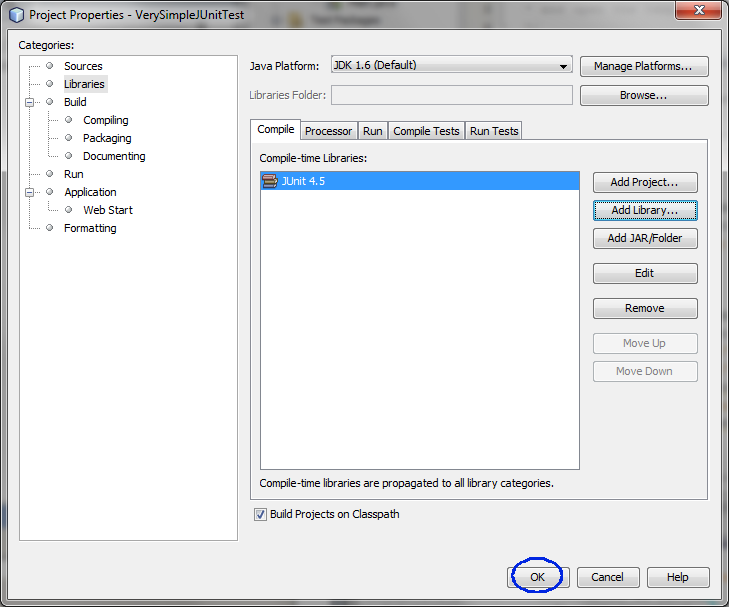 Project Properties - VerySimpleJUnitTest
Categories:
Sources
Libraries
Build
Compiling
Packaging
Documenting
Run
Application
Web Start
Formatting
Java Platform: JDK 1.6 (Default) Manage Platforms...
Libraries Folder: Browse...
Compile Processor Run Compile Tests Run Tests
Compile-time Libraries:
JUnit 4.5
Add Project...
Add Library...
Add JAR/Folder
Edit
Remove
Move Up
Move Down
Compile-time libraries are propagated to all library categories.
Build Projects on Classpath
OK Cancel Help